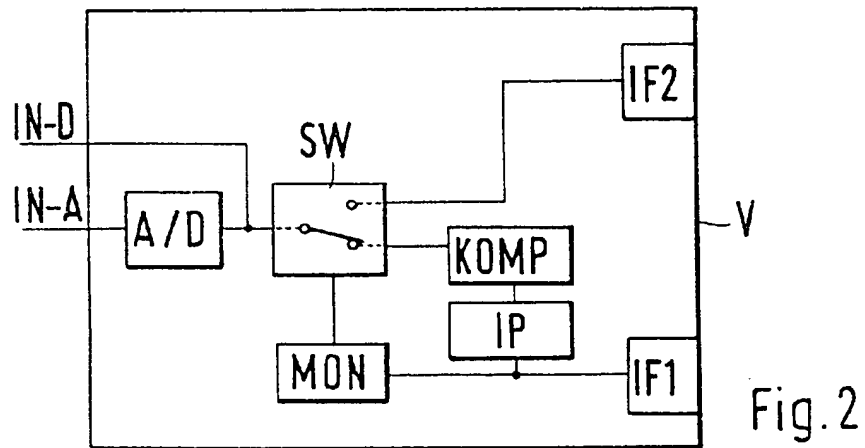 IF2
IN-D
SW
IN-A
A/D
V
KOMP
IP
MON
IF1
Fig.2